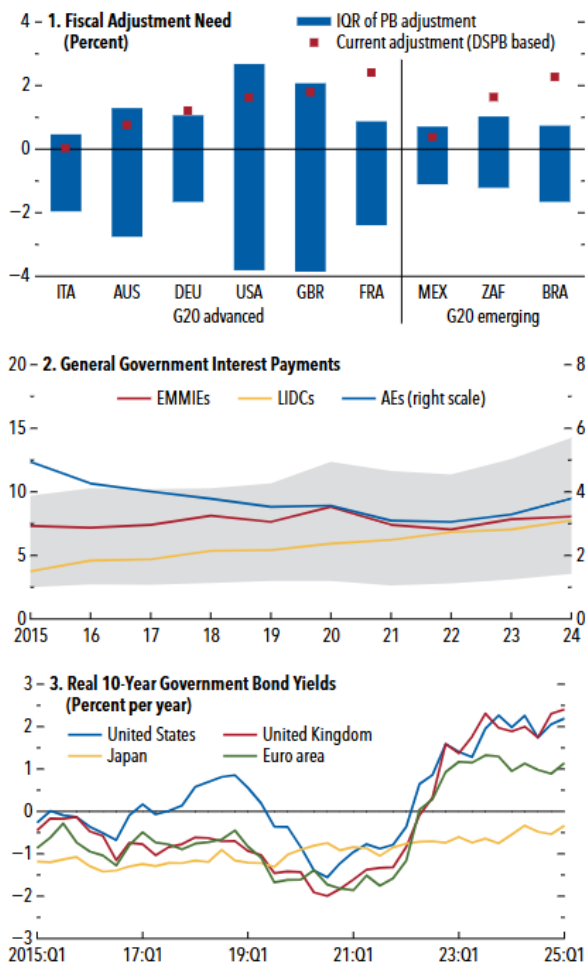 1. Fiscal Adjustment Need
(Percent)
IQR of PB adjustment
Current adjustment (DSPB based)
4
2
0
−2
−4
ITA AUS DEU USA GBR FRA MEX ZAF BRA
G20 advanced G20 emerging
2. General Government Interest Payments
EMMIEs LIDCs AEs (right scale)
20
15
10
5
0
8
6
4
2
0
2015 16 17 18 19 20 21 22 23 24
3. Real 10-Year Government Bond Yields
(Percent per year)
United States United Kingdom
Japan Euro area
3
2
1
0
−1
−2
−3
2015:Q1 17:Q1 19:Q1 21:Q1 23:Q1 25:Q1